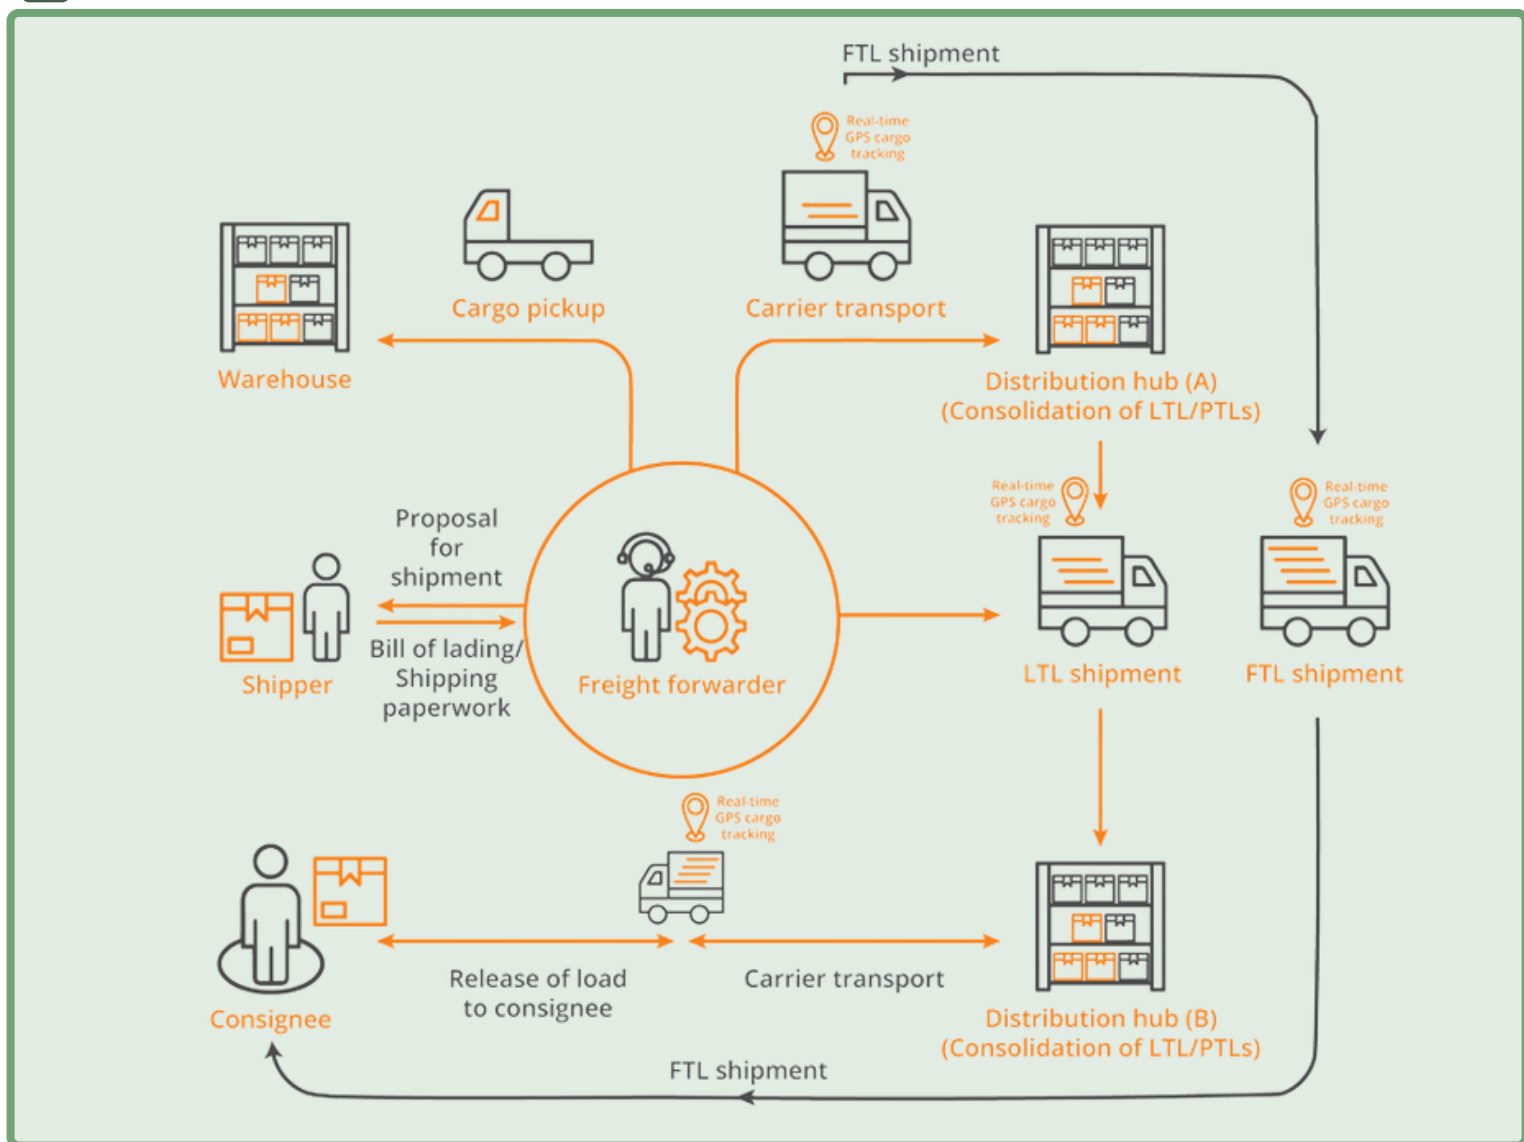 FTL shipment
Real-time
GPS cargo
tracking
Cargo pickup
Carrier transport
Warehouse
Distribution hub (A)
(Consolidation of LTL/PTLs)
Real-time
GPS cargo
tracking
Real-time
GPS cargo
tracking
Proposal
for
shipment
Bill of lading/
Shipping
paperwork
Shipper
Freight forwarder
LTL shipment
FTL shipment
Real-time
GPS cargo
tracking
Release of load
to consignee
Carrier transport
Consignee
Distribution hub (B)
(Consolidation of LTL/PTLs)
FTL shipment